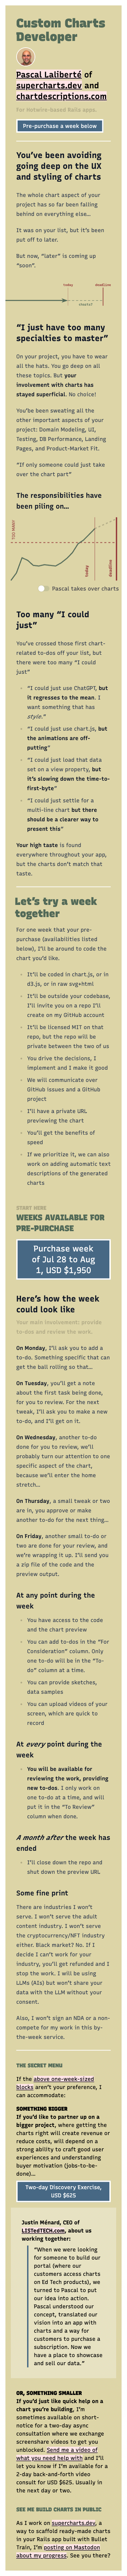 Custom Charts
Developer
Pascal Laliberté of
supercharts.dev and
chartdescriptions.com
For Hotwire-based Rails apps.
Pre-purchase a week below
You've been avoiding
going deep on the UX
and styling of charts
The whole chart aspect of your
project has so far been falling
behind on everything else…
It was on your list, but it's been
put off to later.
But now, "later" is coming up
"soon".
today
deadline
"I just have too many
specialties to master"
On your project, you have to wear
all the hats. You go deep on all
these topics. But your
involvement with charts has
stayed superficial. No choice!
You've been sweating all the
other important aspects of your
project: Domain Modeling, UI,
Testing, DB Performance, Landing
Pages, and Product-Market Fit.
"If only someone could just take
over the chart part"
The responsibilities have
been piling on…
TOO MANY!
today
deadline
Pascal takes over charts
Too many "I could
just"
You've crossed those first chart-
related to-dos off your list, but
there were too many "I could
just"
"I could just use ChatGPT, but
it regresses to the mean. I
want something that has
style."
"I could just use chart.js, but
the animations are off-
putting"
"I could just load that data
set on a view property, but
it's slowing down the time-to-
first-byte"
"I could just settle for a
multi-line chart but there
should be a clearer way to
present this"
Your high taste is found
everywhere throughout your app,
but the charts don't match that
taste.
Let's try a week
together
For one week that your pre-
purchase (availabilities listed
below), I'll be around to code the
chart you'd like.
It'll be coded in chart.js, or in
d3.js, or in raw svg+html
It'll be outside your codebase,
I'll invite you on a repo I'll
create on my GitHub account
It'll be licensed MIT on that
repo, but the repo will be
private between the two of us
You drive the decisions, I
implement and I make it good
We will communicate over
GitHub issues and a GitHub
project
I'll have a private URL
previewing the chart
You'll got the benefits of
speed
If we prioritize it, we can also
work on adding automatic text
descriptions of the generated
charts
START HERE
WEEKS AVAILABLE FOR
PRE-PURCHASE
Purchase week
of Jul 28 to Aug
1, USD $1,950
Here's how the week
could look like
Your main involvement: provide
to-dos and review the work.
On Monday, I'll ask you to add a
to-do. Something specific that can
get the ball rolling so that…
On Tuesday, you'll get a note
about the first task being done,
for you to review. For the next
tweak, I'll ask you to make a new
to-do, and I'll get on it.
On Wednesday, another to-do
done for you to review, we'll
probably turn our attention to one
specific aspect of the chart,
because we'll enter the home
stretch…
On Thursday, a small tweak or two
are in, you approve or make
another to-do for the next thing…
On Friday, another small to-do or
two are done for your review, and
we're wrapping it up. I'll send you
a zip file of the code and the
preview output.
At any point during the
week
You have access to the code
and the chart preview
You can add to-dos in the "For
Consideration" column. Only
one to-do will be in the "To-
do" column at a time.
You can provide sketches,
data samples
You can upload videos of your
screen, which are quick to
record
At every point during the
week
You will be available for
reviewing the work, providing
new to-dos. I only work on
one to-do at a time, and will
put it in the "To Review"
column when done.
A month after the week has
ended
I'll close down the repo and
shut down the preview URL
Some fine print
There are industries I won't
serve. I won't serve the adult
content industry. I won't serve
the cryptocurrency/NFT industry
either. Black market? No. If I
decide I can't work for your
industry, you'll get refunded and I
stop the work. I will be using
LLMs (AIs) but won't share your
data with the LLM without your
consent.
Also, I won't sign an NDA or a non-
compete for my work in this by-
the-week service.
THE SECRET MENU
If the above one-week-sized
blocks aren't your preference, I
can accommodate:
SOMETHING BIGGER
If you'd like to partner up on a
bigger project, where getting the
charts right will create revenue or
reduce costs, will depend on a
strong ability to craft good user
experiences and understanding
buyer motivation (jobs-to-be-
done)…
Two-day Discovery Exercise,
USD $625
Justin Ménard, CEO of
LISTedTECH.com, about us
working together:
"When we were looking
for someone to build our
portal (where our
customers access charts
on Ed Tech products), we
turned to Pascal to put
our idea into action.
Pascal understood our
concept, translated our
vision into an app with
charts and a way for
customers to purchase a
subscription. Now we
have a place to showcase
and sell our data."
OR, SOMETHING SMALLER
If you'd just like quick help on a
chart you're building, I'm
sometimes available on short-
notice for a two-day async
consultation where we exchange
screenshare videos to get you
unblocked. Send me a video of
what you need help with and I'll
let you know if I'm available for a
2-day back-and-forth video
consult for USD $625. Usually in
the next day or two.
SEE ME BUILD CHARTS IN PUBLIC
As I work on supercharts.dev, a
way to scaffold ready-made charts
in your Rails app built with Bullet
Train, I'm posting on Mastodon
about my progress. See you there?